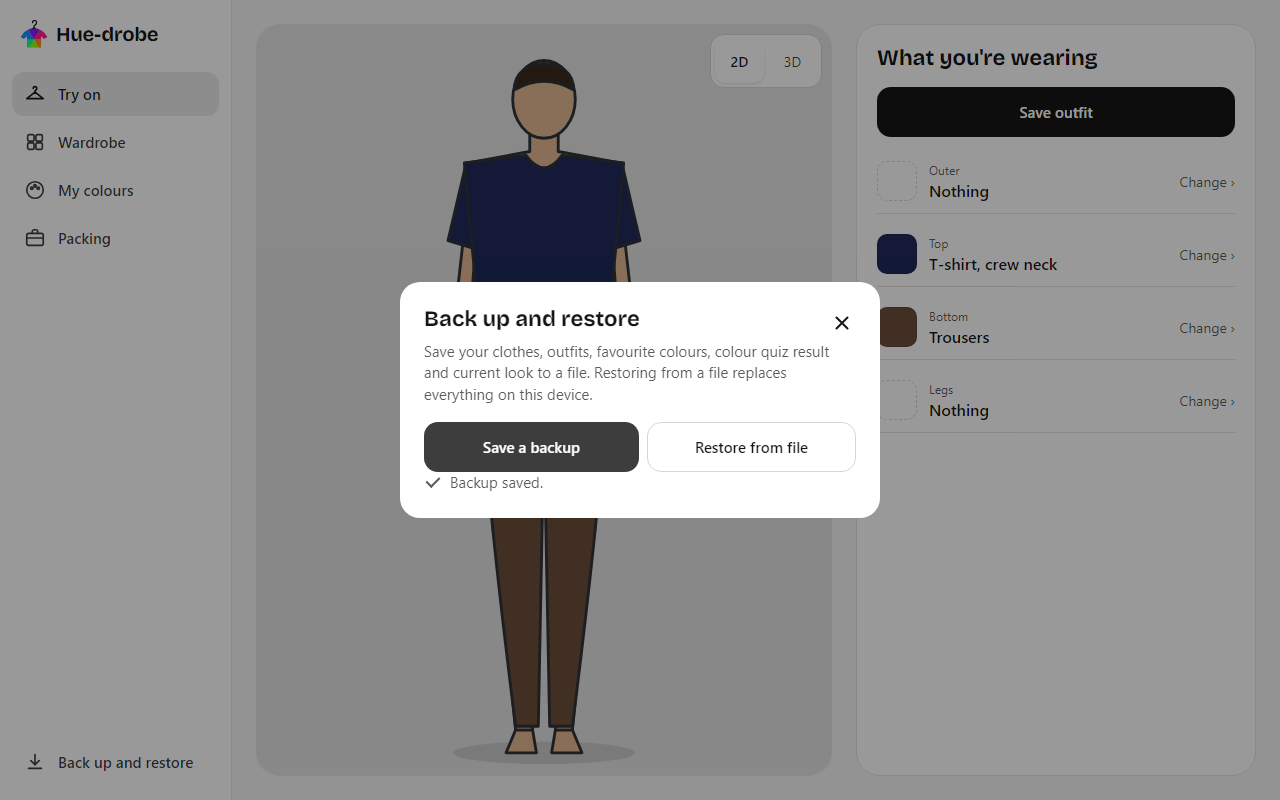 Hue-drobe
Try on
Wardrobe
My colours
Packing
Back up and restore
2D
3D
What you're wearing
Save outfit
Outer
Nothing
Change ›
Top
T-shirt, crew neck
Change ›
Bottom
Trousers
Change ›
Legs
Nothing
Change ›
Back up and restore
Save your clothes, outfits, favourite colours, colour quiz result
and current look to a file. Restoring from a file replaces
everything on this device.
Save a backup
Restore from file
Backup saved.